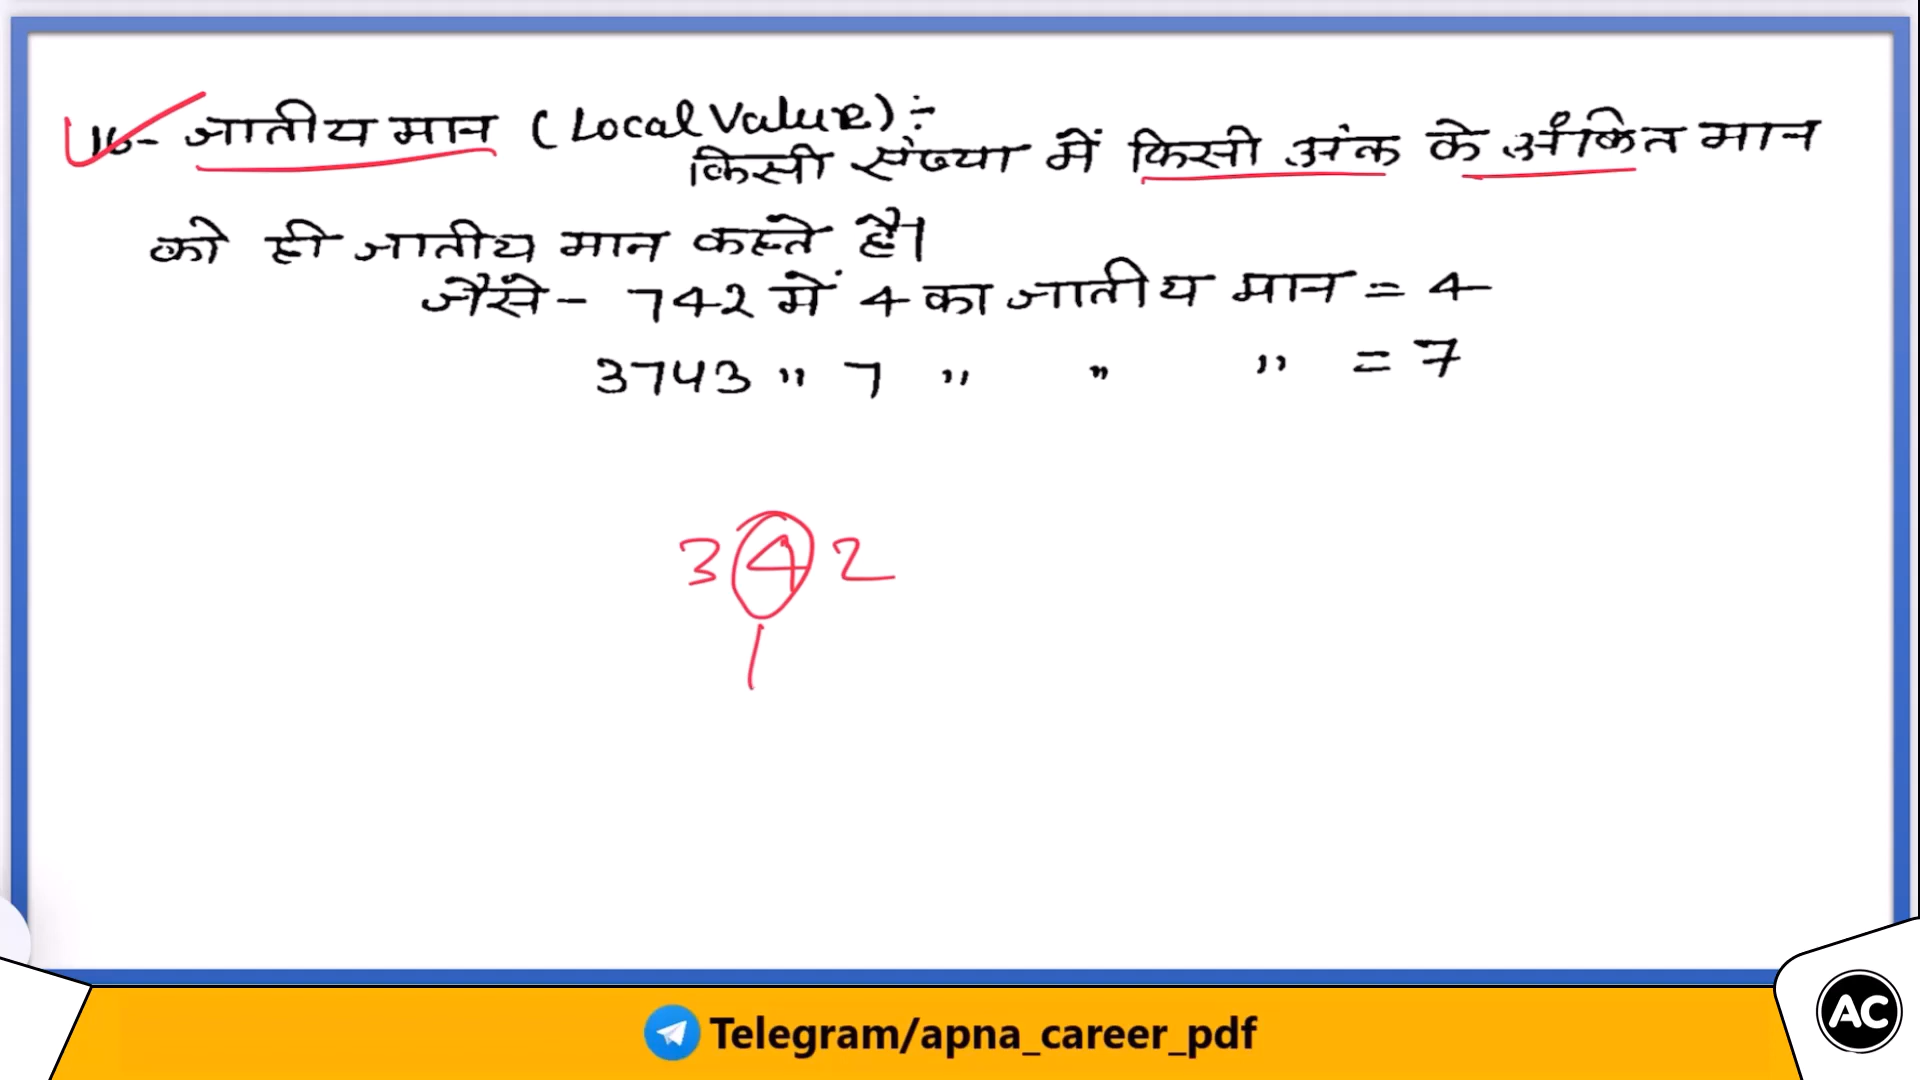 16- जातीय मान (Local Value) :-
किसी संख्या में किसी अंक के अंकित मान
को ही जातीय मान कहते है।
जैसे - 742 में 4 का जातीय मान = 4
3743 " 7 " " " = 7
342
Telegram/apna_career_pdf
AC